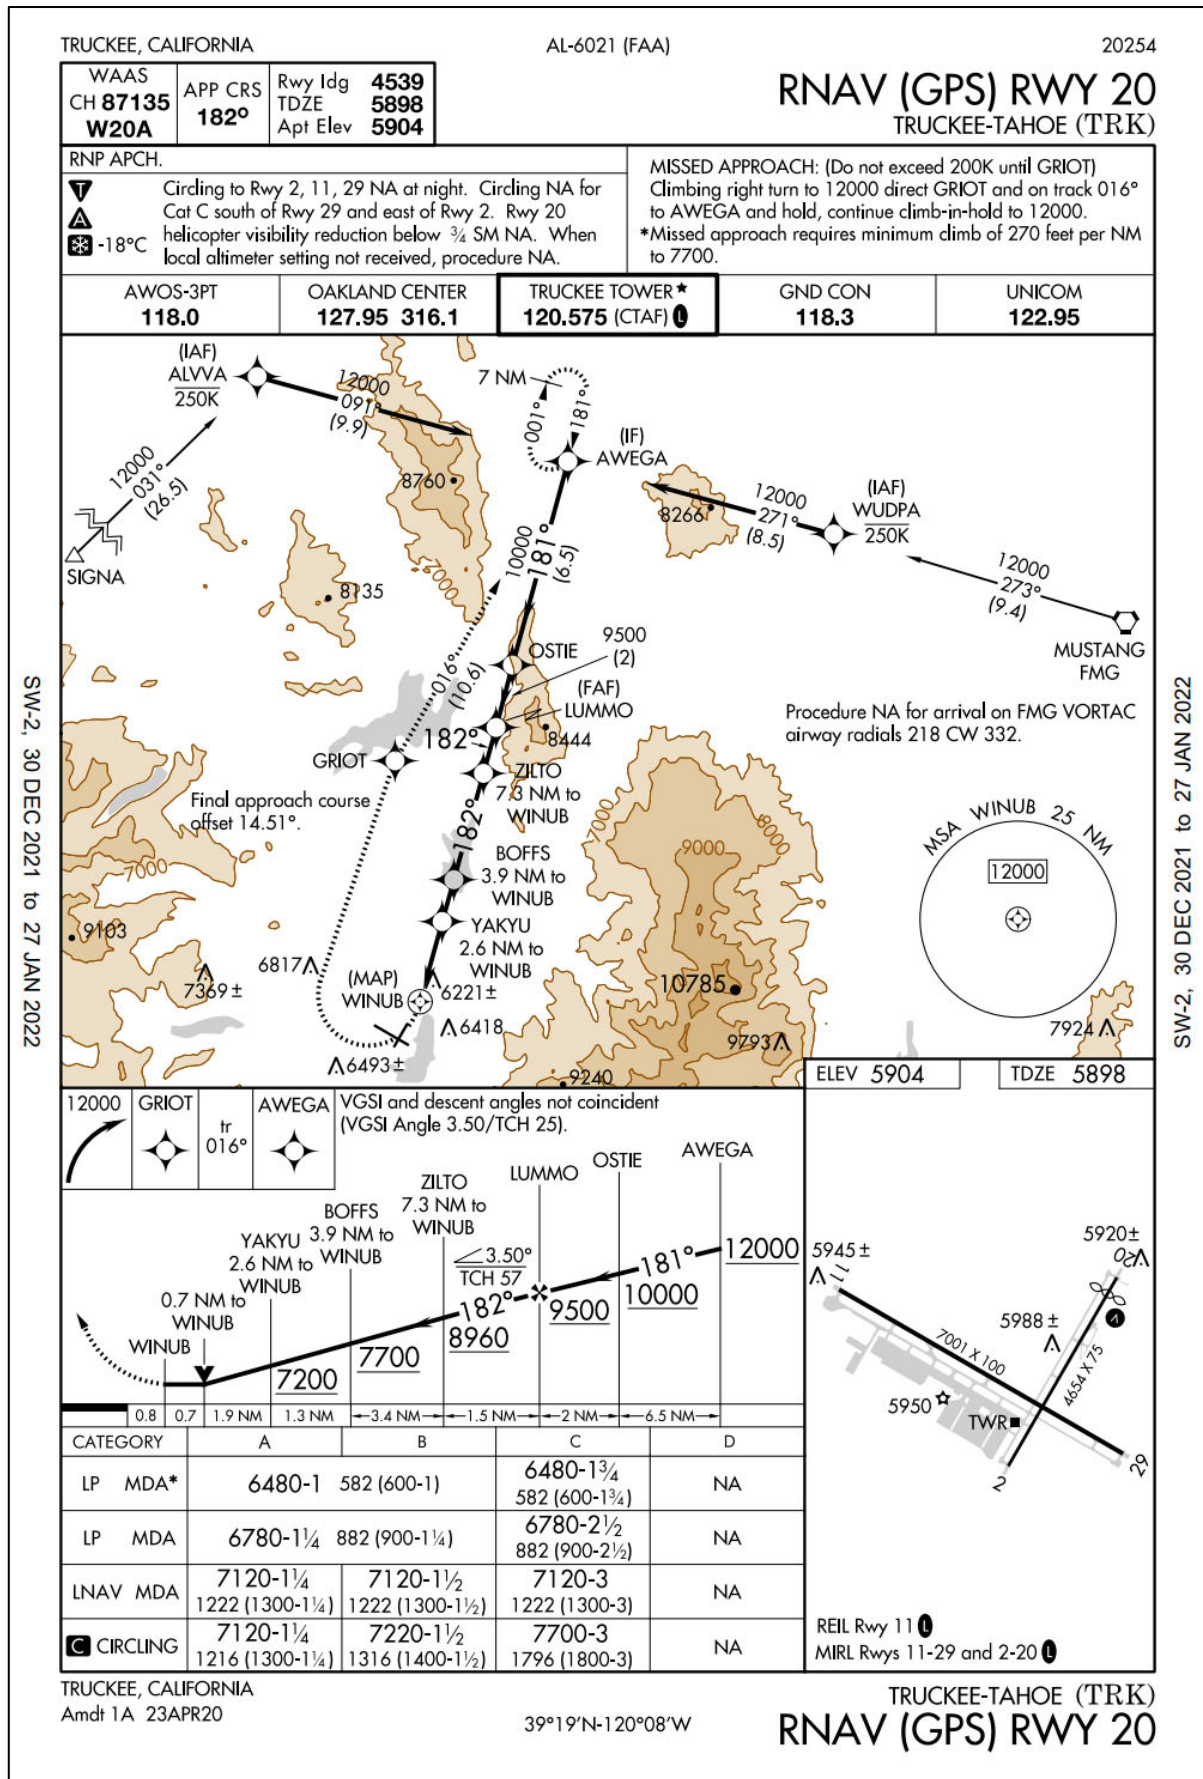 TRUCKEE, CALIFORNIA
AL-6021 (FAA)
20254
WAAS
CH 87135
W20A
APP CRS
182°
Rwy ldg 4539
TDZE 5898
Apt Elev 5904
RNAV (GPS) RWY 20
TRUCKEE-TAHOE (TRK)
RNP APCH.
T
A
-18°C
Circling to Rwy 2, 11, 29 NA at night. Circling NA for
Cat C south of Rwy 29 and east of Rwy 2. Rwy 20
helicopter visibility reduction below ¾ SM NA. When
local altimeter setting not received, procedure NA.
MISSED APPROACH: (Do not exceed 200K until GRIOT)
Climbing right turn to 12000 direct GRIOT and on track 016°
to AWEGA and hold, continue climb-in-hold to 12000.
*Missed approach requires minimum climb of 270 feet per NM
to 7700.
AWOS-3PT
118.0
OAKLAND CENTER
127.95 316.1
TRUCKEE TOWER★
120.575 (CTAF) L
GND CON
118.3
UNICOM
122.95
(IAF)
ALVVA
250K
12000
091°
(9.9)
7 NM
001°
181°
(IF)
AWEGA
12000
031°
(26.5)
SIGNA
8760
8266
12000
271°
(8.5)
(IAF)
WUDPA
250K
12000
273°
(9.4)
MUSTANG
FMG
7000
10000
181°
(6.5)
8135
016°
(10.6)
OSTIE
9500
(2)
(FAF)
LUMMO
8444
182°
GRIOT
ZILTO
7.3 NM to
WINUB
Procedure NA for arrival on FMG VORTAC
airway radials 218 CW 332.
Final approach course
offset 14.51°.
182°
7000
7000
8000
9000
BOFFS
3.9 NM to
WINUB
YAKYU
2.6 NM to
WINUB
MSA WINUB 25 NM
12000
9103
7369±
6817
(MAP)
WINUB
6221±
6418
6493±
10785
9793
9240
7924
SW-2, 30 DEC 2021 to 27 JAN 2022
SW-2, 30 DEC 2021 to 27 JAN 2022
ELEV 5904
TDZE 5898
12000
GRIOT
tr
016°
AWEGA
VGSI and descent angles not coincident
(VGSI Angle 3.50/TCH 25).
WINUB
0.7 NM to
WINUB
YAKYU
2.6 NM to
WINUB
BOFFS
3.9 NM to
WINUB
ZILTO
7.3 NM to
WINUB
LUMMO
OSTIE
AWEGA
3.50°
TCH 57
182°
181°
12000
10000
9500
8960
7700
7200
0.8
0.7
1.9 NM
1.3 NM
3.4 NM
1.5 NM
2 NM
6.5 NM
5945±
11
5920±
20
5988±
V
7001 X 100
4654 X 75
5950
TWR
2
29
REIL Rwy 11 L
MIRL Rwys 11-29 and 2-20 L
CATEGORY A B C D
LP MDA* 6480-1 582 (600-1) 6480-1¾ 582 (600-1¾) NA
LP MDA 6780-1¼ 882 (900-1¼) 6780-2½ 882 (900-2½) NA
LNAV MDA 7120-1¼ 1222 (1300-1¼) 7120-1½ 1222 (1300-1½) 7120-3 1222 (1300-3) NA
C CIRCLING 7120-1¼ 1216 (1300-1¼) 7220-1½ 1316 (1400-1½) 7700-3 1796 (1800-3) NA
TRUCKEE, CALIFORNIA
Amdt 1A 23APR20
39°19'N-120°08'W
TRUCKEE-TAHOE (TRK)
RNAV (GPS) RWY 20